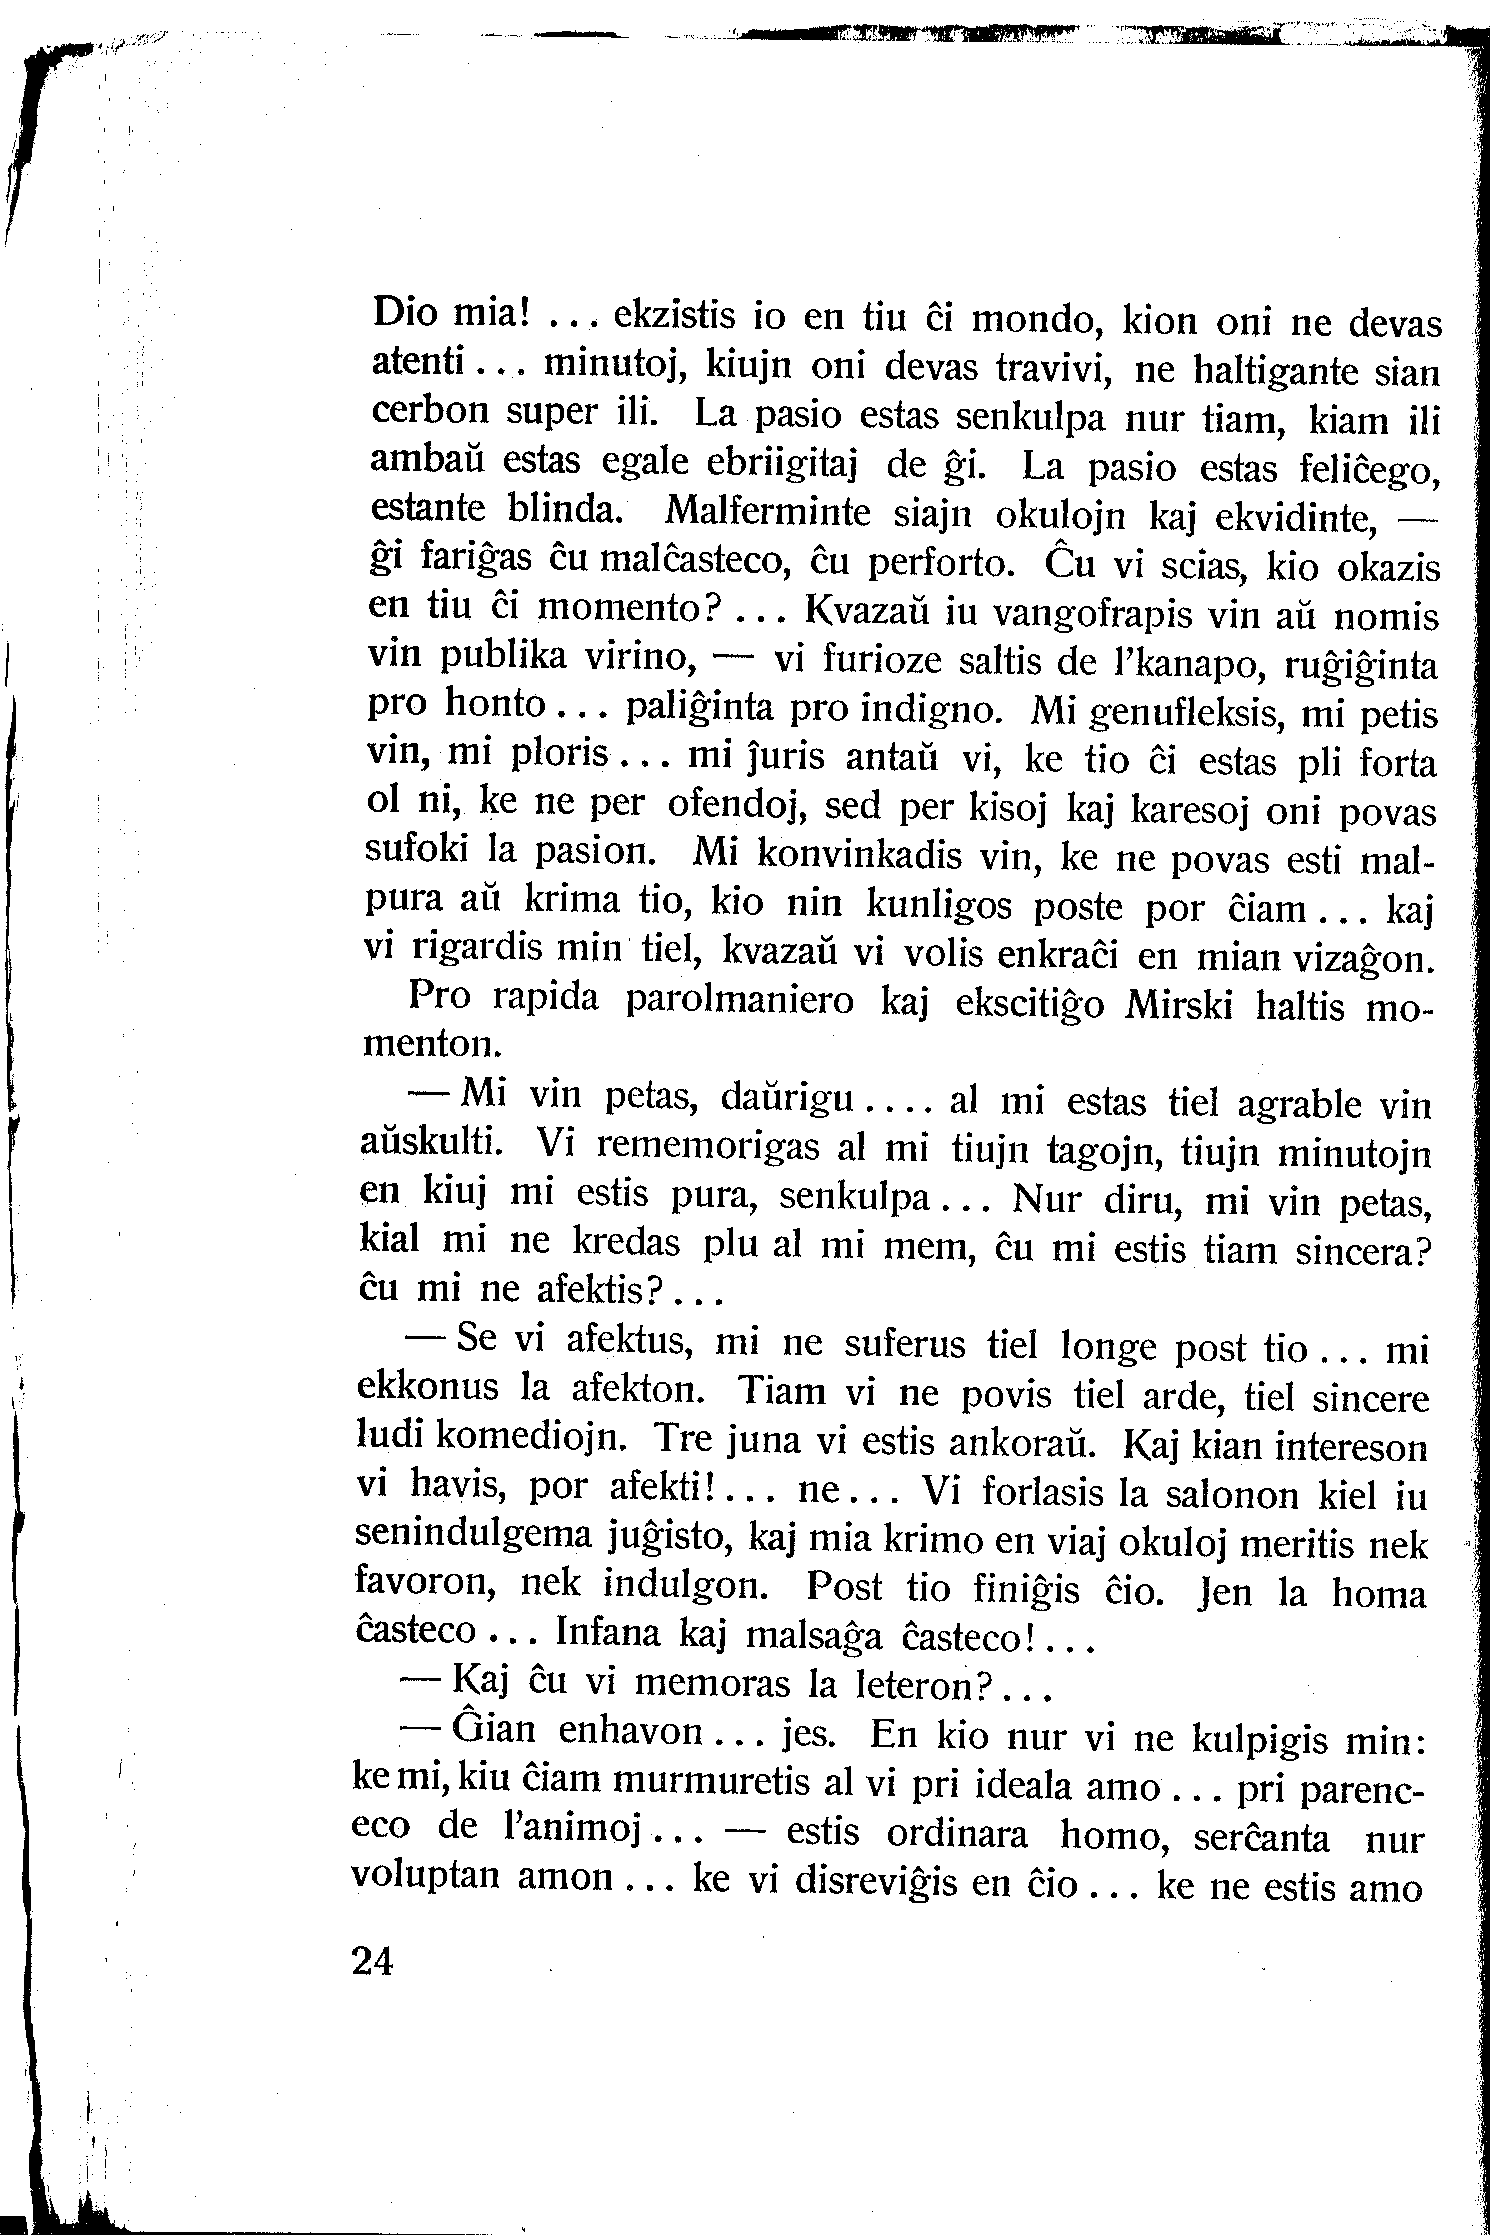 Dio mia! ... ekzistis io en tiu ĉi mondo, kion oni ne devas
atenti ... minutoj, kiujn oni devas travivi, ne haltigante sian
cerbon super ili. La pasio estas senkulpa nur tiam, kiam ili
ambaŭ estas egale ebriigitaj de ĝi. La pasio estas feliĉego,
estante blinda. Malferminte siajn okulojn kaj ekvidinte, —
ĝi fariĝas ĉu malĉasteco, ĉu perforto. Ĉu vi scias, kio okazis
en tiu ĉi momento? ... Kvazaŭ iu vangofrapis vin aŭ nomis
vin publika virino, — vi furioze saltis de l'kanapo, ruĝiĝinta
pro honto ... paliĝinta pro indigno. Mi genufleksis, mi petis
vin, mi ploris ... mi ĵuris antaŭ vi, ke tio ĉi estas pli forta
ol ni, ke ne per ofendoj, sed per kisoj kaj karesoj oni povas
sufoki la pasion. Mi konvinkadis vin, ke ne povas esti mal-
pura aŭ krima tio, kio nin kunligos poste por ĉiam ... kaj
vi rigardis min tiel, kvazaŭ vi volis enkraĉi en mian vizaĝon.
Pro rapida parolmaniero kaj ekscitiĝo Mirski haltis mo-
menton.
— Mi vin petas, daŭrigu .... al mi estas tiel agrable vin
aŭskulti. Vi rememorigas al mi tiujn tagojn, tiujn minutojn
en kiuj mi estis pura, senkulpa ... Nur diru, mi vin petas,
kial mi ne kredas plu al mi mem, ĉu mi estis tiam sincera?
ĉu mi ne afektis? ...
— Se vi afektus, mi ne suferus tiel longe post tio ... mi
ekkonus la afekton. Tiam vi ne povis tiel arde, tiel sincere
ludi komediojn. Tre juna vi estis ankoraŭ. Kaj kian intereson
vi havis, por afekti! ... ne ... Vi forlasis la salonon kiel iu
senindulgema juĝisto, kaj mia krimo en viaj okuloj meritis nek
favoron, nek indulgon. Post tio finiĝis ĉio. Jen la homa
ĉasteco ... Infana kaj malsaĝa ĉasteco! ...
— Kaj ĉu vi memoras la leteron? ...
— Ĝian enhavon ... jes. En kio nur vi ne kulpigis min:
ke mi, kiu ĉiam murmuretis al vi pri ideala amo ... pri parenc-
eco de l'animoj ... — estis ordinara homo, serĉanta nur
voluptan amon ... ke vi disreviĝis en ĉio ... ke ne estis amo
24